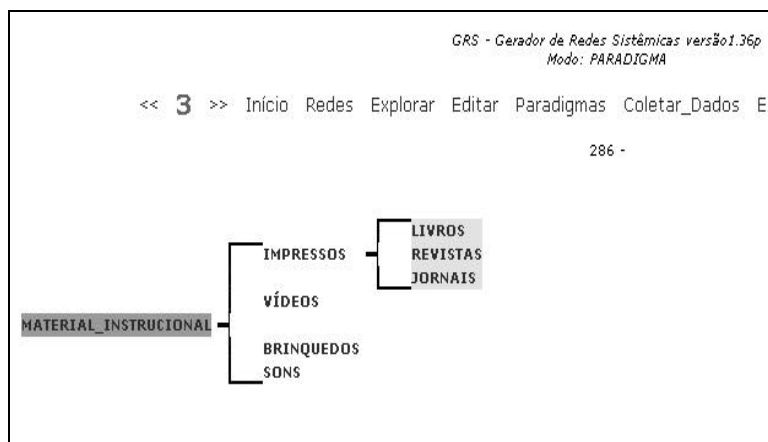 GRS - Gerador de Redes Sistêmicas versão1.36p
Modo: PARADIGMA
<< 3 >> Início Redes Explorar Editar Paradigmas Coletar_Dados E
286 -
LIVROS
IMPRESSOS REVISTAS
JORNAIS
VÍDEOS
MATERIAL_INSTRUCIONAL
BRINQUEDOS
SONS